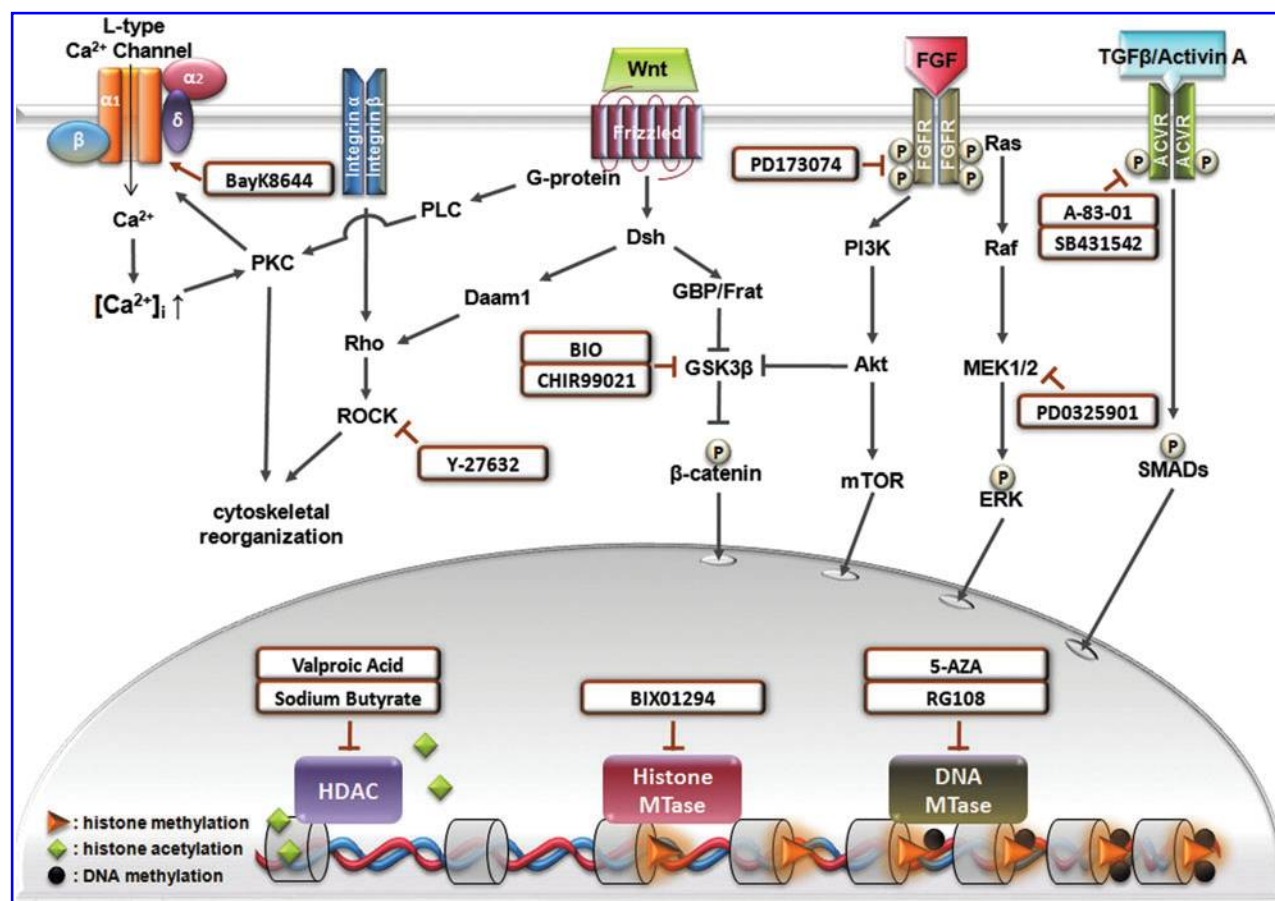 L-type
Ca²⁺ Channel
α1
α2
δ
β
BayK8644
Ca²⁺
[Ca²⁺]i ↑
PKC
PLC
G-protein
Integrin α
Integrin β
Wnt
Frizzled
Dsh
Daam1
GBP/Frat
Rho
ROCK
Y-27632
cytoskeletal
reorganization
BIO
CHIR99021
GSK3β
P
β-catenin
FGF
FGFR
FGFR
P
P
P
P
PD173074
PI3K
Akt
mTOR
Ras
Raf
MEK1/2
PD0325901
P
ERK
TGFβ/Activin A
ACVR
ACVR
P
P
A-83-01
SB431542
P
SMADs
Valproic Acid
Sodium Butyrate
HDAC
BIX01294
Histone
MTase
5-AZA
RG108
DNA
MTase
: histone methylation
: histone acetylation
: DNA methylation